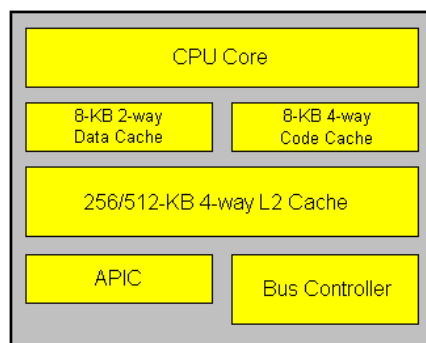 CPU Core
8-KB 2-way
Data Cache
8-KB 4-way
Code Cache
256/512-KB 4-way L2 Cache
APIC
Bus Controller